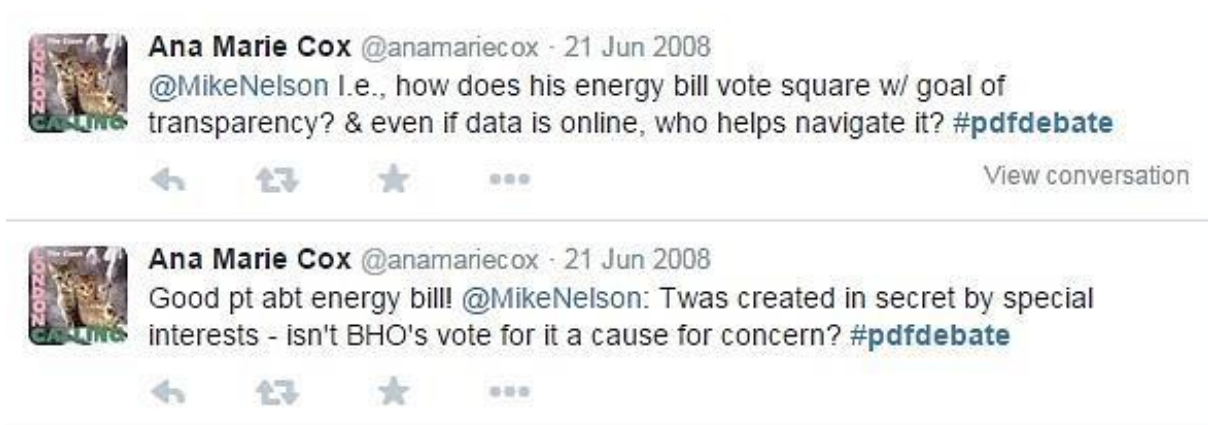 Ana Marie Cox @anamariecox · 21 Jun 2008
@MikeNelson I.e., how does his energy bill vote square w/ goal of
transparency? & even if data is online, who helps navigate it? #pdfdebate
View conversation
Ana Marie Cox @anamariecox · 21 Jun 2008
Good pt abt energy bill! @MikeNelson: Twas created in secret by special
interests - isn't BHO's vote for it a cause for concern? #pdfdebate